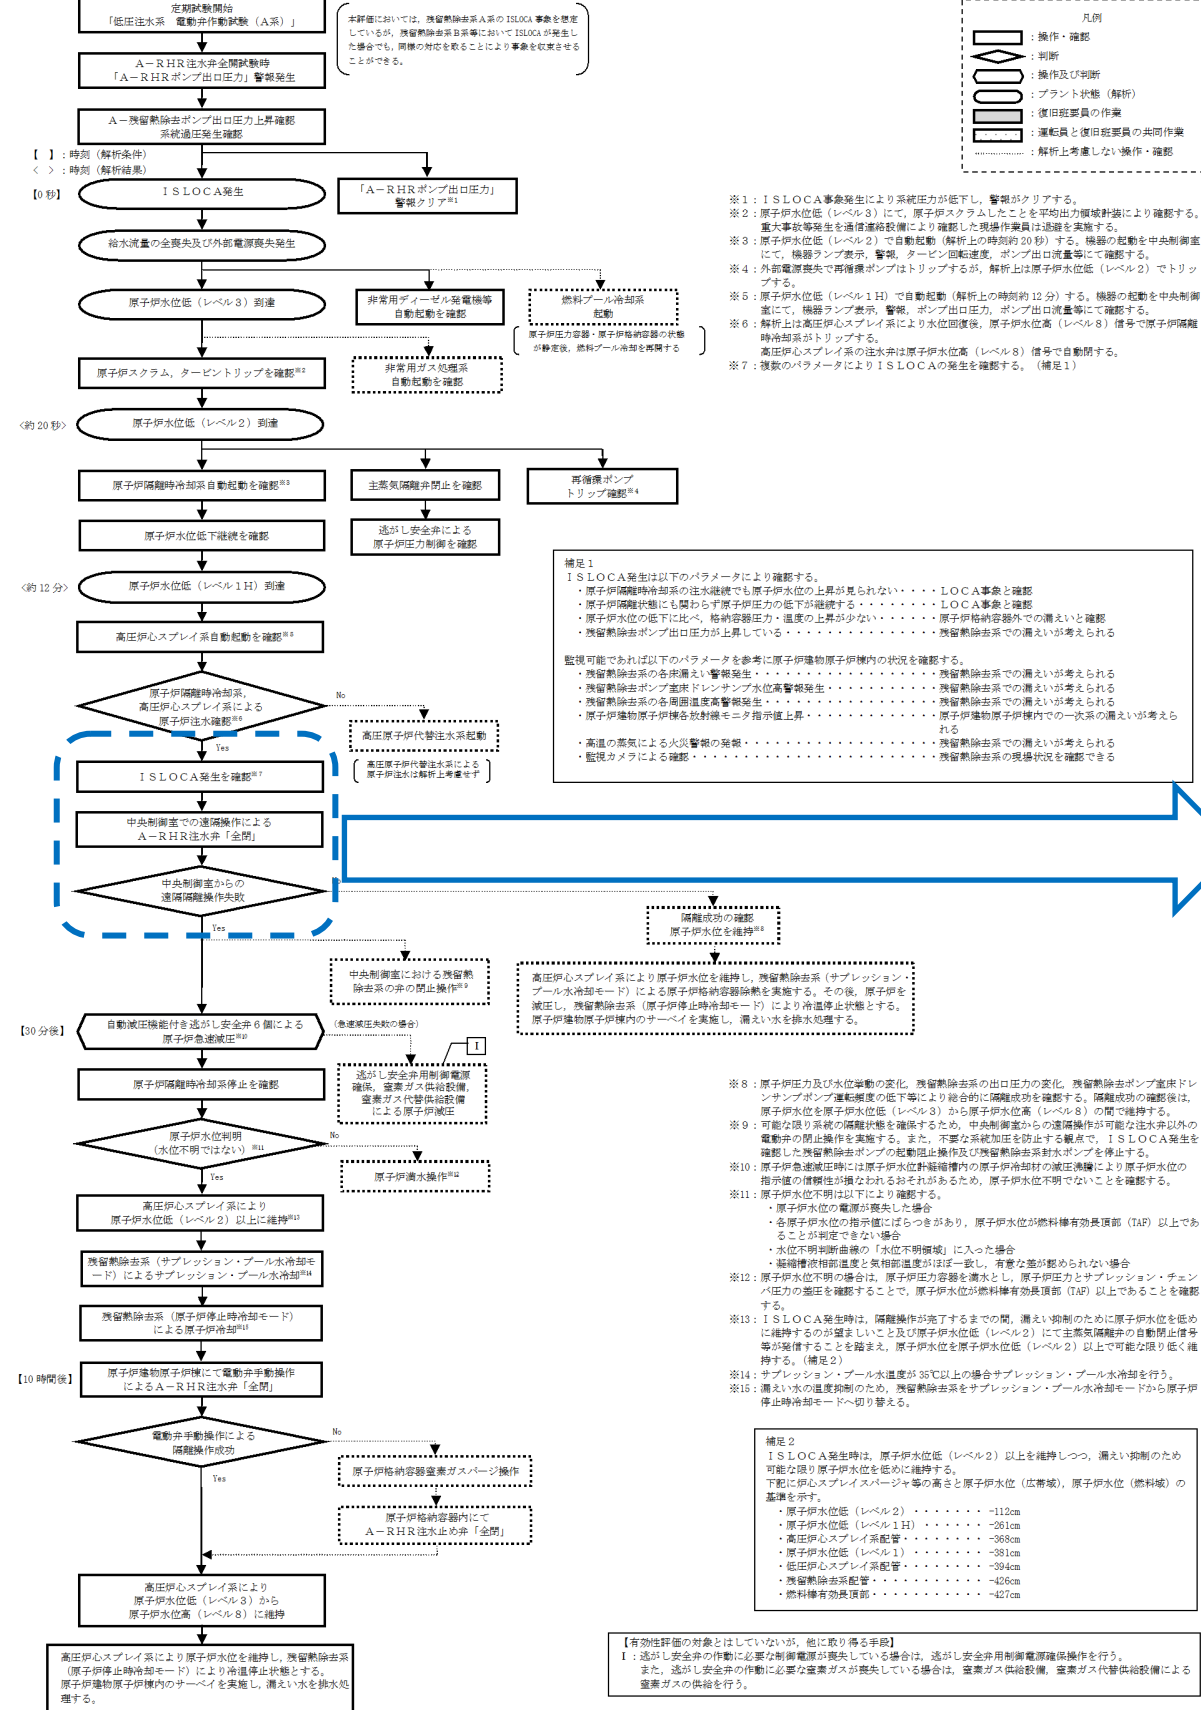 定期試験開始
「低圧注水系　電動弁作動試験（A系）」
本評価においては，残留熱除去系A系のISLOCA事象を想定
しているが，残留熱除去系B系等においてISLOCAが発生し
た場合でも，同様の対応を取ることにより事象を収束させる
ことができる。
凡例
：操作・確認
：判断
：操作及び判断
：プラント状態（解析）
：復旧班要員の作業
：運転員と復旧班要員の共同作業
：解析上考慮しない操作・確認
A－RHR注水弁全開試験時
「A－RHRポンプ出口圧力」警報発生
A－残留熱除去ポンプ出口圧力上昇確認
系統過圧発生確認
【　】：時刻（解析条件）
＜　＞：時刻（解析結果）
【0秒】
ISLOCA発生
「A－RHRポンプ出口圧力」
警報クリア※1
給水流量の全喪失及び外部電源喪失発生
原子炉水位低（レベル3）到達
非常用ディーゼル発電機等
自動起動を確認
燃料プール冷却系
起動
原子炉圧力容器・原子炉格納容器の状態
が静定後，燃料プール冷却を再開する
非常用ガス処理系
自動起動を確認
原子炉スクラム，タービントリップを確認※2
<約20秒>
原子炉水位低（レベル2）到達
原子炉隔離時冷却系自動起動を確認※3
主蒸気隔離弁閉止を確認
再循環ポンプ
トリップ確認※4
原子炉水位低下継続を確認
逃がし安全弁による
原子炉圧力制御を確認
<約12分>
原子炉水位低（レベル1H）到達
高圧炉心スプレイ系自動起動を確認※5
原子炉隔離時冷却系，
高圧炉心スプレイ系による
原子炉注水確認※6
No
Yes
高圧原子炉代替注水系起動
高圧原子炉代替注水系による
原子炉注水は解析上考慮せず
ISLOCA発生を確認※7
中央制御室での遠隔操作による
A－RHR注水弁「全閉」
中央制御室からの
遠隔隔離操作失敗
Yes
隔離成功の確認
原子炉水位を維持※8
中央制御室における残留熱
除去系の弁の閉止操作※9
高圧炉心スプレイ系により原子炉水位を維持し，残留熱除去系（サプレッション・
プール水冷却モード）による原子炉格納容器除熱を実施する。その後，原子炉を
減圧し，残留熱除去系（原子炉停止時冷却モード）により冷温停止状態とする。
原子炉建物原子炉棟内のサーベイを実施し，漏えい水を排水処理する。
【30分後】
自動減圧機能付き逃がし安全弁6個による
原子炉急速減圧※10
（急速減圧失敗の場合）
I
逃がし安全弁用制御電源
確保，窒素ガス供給設備，
窒素ガス代替供給設備
による原子炉減圧
原子炉隔離時冷却系停止を確認
原子炉水位判明
（水位不明ではない）※11
No
Yes
原子炉満水操作※12
高圧炉心スプレイ系により
原子炉水位低（レベル2）以上に維持※13
残留熱除去系（サプレッション・プール水冷却モ
ード）によるサプレッション・プール水冷却※14
残留熱除去系（原子炉停止時冷却モード）
による原子炉冷却※15
【10時間後】
原子炉建物原子炉棟にて電動弁手動操作
によるA－RHR注水弁「全閉」
電動弁手動操作による
隔離操作成功
No
Yes
原子炉格納容器窒素ガスパージ操作
原子炉格納容器内にて
A－RHR注水止め弁「全閉」
高圧炉心スプレイ系により
原子炉水位低（レベル3）から
原子炉水位高（レベル8）に維持
高圧炉心スプレイ系により原子炉水位を維持し，残留熱除去系
（原子炉停止時冷却モード）により冷温停止状態とする。
原子炉建物原子炉棟内のサーベイを実施し，漏えい水を排水処
理する。
※1：ISLOCA事象発生により系統圧力が低下し，警報がクリアする。
※2：原子炉水位低（レベル3）にて，原子炉スクラムしたことを平均出力領域計装により確認する。
重大事故等発生を通信連絡設備により確認した現場作業員は退避を実施する。
※3：原子炉水位低（レベル2）で自動起動（解析上の時刻約20秒）する。機器の起動を中央制御室
にて，機器ランプ表示，警報，タービン回転速度，ポンプ出口流量等にて確認する。
※4：外部電源喪失で再循環ポンプはトリップするが，解析上は原子炉水位低（レベル2）でトリッ
プする。
※5：原子炉水位低（レベル1H）で自動起動（解析上の時刻約12分）する。機器の起動を中央制御
室にて，機器ランプ表示，警報，ポンプ出口圧力，ポンプ出口流量等にて確認する。
※6：解析上は高圧炉心スプレイ系により水位回復後，原子炉水位高（レベル8）信号で原子炉隔離
時冷却系がトリップする。
高圧炉心スプレイ系の注水弁は原子炉水位高（レベル8）信号で自動閉する。
※7：複数のパラメータによりISLOCAの発生を確認する。（補足1）
補足1
ISLOCA発生は以下のパラメータにより確認する。
・原子炉隔離時冷却系の注水継続でも原子炉水位の上昇が見られない・・・・LOCA事象と確認
・原子炉隔離状態にも関わらず原子炉圧力の低下が継続する・・・・・・・・LOCA事象と確認
・原子炉水位の低下に比べ，格納容器圧力・温度の上昇が少ない・・・・・・原子炉格納容器外での漏えいと確認
・残留熱除去ポンプ出口圧力が上昇している・・・・・・・・・・・・・・・残留熱除去系での漏えいが考えられる
監視可能であれば以下のパラメータを参考に原子炉建物原子炉棟内の状況を確認する。
・残留熱除去系の各床漏えい警報発生・・・・・・・・・・・・・・・・・・残留熱除去系での漏えいが考えられる
・残留熱除去ポンプ室床ドレンサンプ水位高警報発生・・・・・・・・・・・残留熱除去系での漏えいが考えられる
・残留熱除去系の各周囲温度高警報発生・・・・・・・・・・・・・・・・・残留熱除去系での漏えいが考えられる
・原子炉建物原子炉棟各放射線モニタ指示値上昇・・・・・・・・・・・・・原子炉建物原子炉棟内での一次系の漏えいが考えら
れる
・高温の蒸気による火災警報の発報・・・・・・・・・・・・・・・・・・・残留熱除去系での漏えいが考えられる
・監視カメラによる確認・・・・・・・・・・・・・・・・・・・・・・・・残留熱除去系の現場状況を確認できる
※8：原子炉圧力及び水位挙動の変化，残留熱除去系の出口圧力の変化，残留熱除去ポンプ室床ドレ
ンサンプポンプ運転頻度の低下等により総合的に隔離成功を確認する。隔離成功の確認後は，
原子炉水位を原子炉水位低（レベル3）から原子炉水位高（レベル8）の間で維持する。
※9：可能な限り系統の隔離状態を確保するため，中央制御室からの遠隔操作が可能な注水弁以外の
電動弁の閉止操作を実施する。また，不要な系統加圧を防止する観点で，ISLOCA発生を
確認した残留熱除去ポンプの起動阻止操作及び残留熱除去系封水ポンプを停止する。
※10：原子炉急速減圧時には原子炉水位計凝縮槽内の原子炉冷却材の減圧沸騰により原子炉水位の
指示値の信頼性が損なわれるおそれがあるため，原子炉水位不明でないことを確認する。
※11：原子炉水位不明は以下により確認する。
・原子炉水位の電源が喪失した場合
・各原子炉水位の指示値にばらつきがあり，原子炉水位が燃料棒有効長頂部（TAF）以上であ
ることが判定できない場合
・水位不明判断曲線の「水位不明領域」に入った場合
・凝縮槽液相部温度と気相部温度がほぼ一致し，有意な差が認められない場合
※12：原子炉水位不明の場合は，原子炉圧力容器を満水とし，原子炉圧力とサプレッション・チェン
バ圧力の差圧を確認することで，原子炉水位が燃料棒有効長頂部（TAF）以上であることを確認
する。
※13：ISLOCA発生時は，隔離操作が完了するまでの間，漏えい抑制のために原子炉水位を低め
に維持するのが望ましいこと及び原子炉水位低（レベル2）にて主蒸気隔離弁の自動閉止信号
等が発信することを踏まえ，原子炉水位を原子炉水位低（レベル2）以上で可能な限り低く維
持する。（補足2）
※14：サプレッション・プール水温度が35℃以上の場合サプレッション・プール水冷却を行う。
※15：漏えい水の温度抑制のため，残留熱除去系をサプレッション・プール水冷却モードから原子炉
停止時冷却モードへ切り替える。
補足2
ISLOCA発生時は，原子炉水位低（レベル2）以上を維持しつつ，漏えい抑制のため
可能な限り原子炉水位を低めに維持する。
下記に炉心スプレイスパージャ等の高さと原子炉水位（広帯域），原子炉水位（燃料域）の
基準を示す。
・原子炉水位低（レベル2）・・・・・・・ -112cm
・原子炉水位低（レベル1H）・・・・・・ -261cm
・高圧炉心スプレイ系配管・・・・・・・・ -368cm
・原子炉水位低（レベル1）・・・・・・・ -381cm
・低圧炉心スプレイ系配管・・・・・・・・ -394cm
・残留熱除去系配管・・・・・・・・・・・ -426cm
・燃料棒有効長頂部・・・・・・・・・・・ -427cm
【有効性評価の対象とはしていないが，他に取り得る手段】
I：逃がし安全弁の作動に必要な制御電源が喪失している場合は，逃がし安全弁用制御電源確保操作を行う。
また，逃がし安全弁の作動に必要な窒素ガスが喪失している場合は，窒素ガス供給設備，窒素ガス代替供給設備による
窒素ガスの供給を行う。